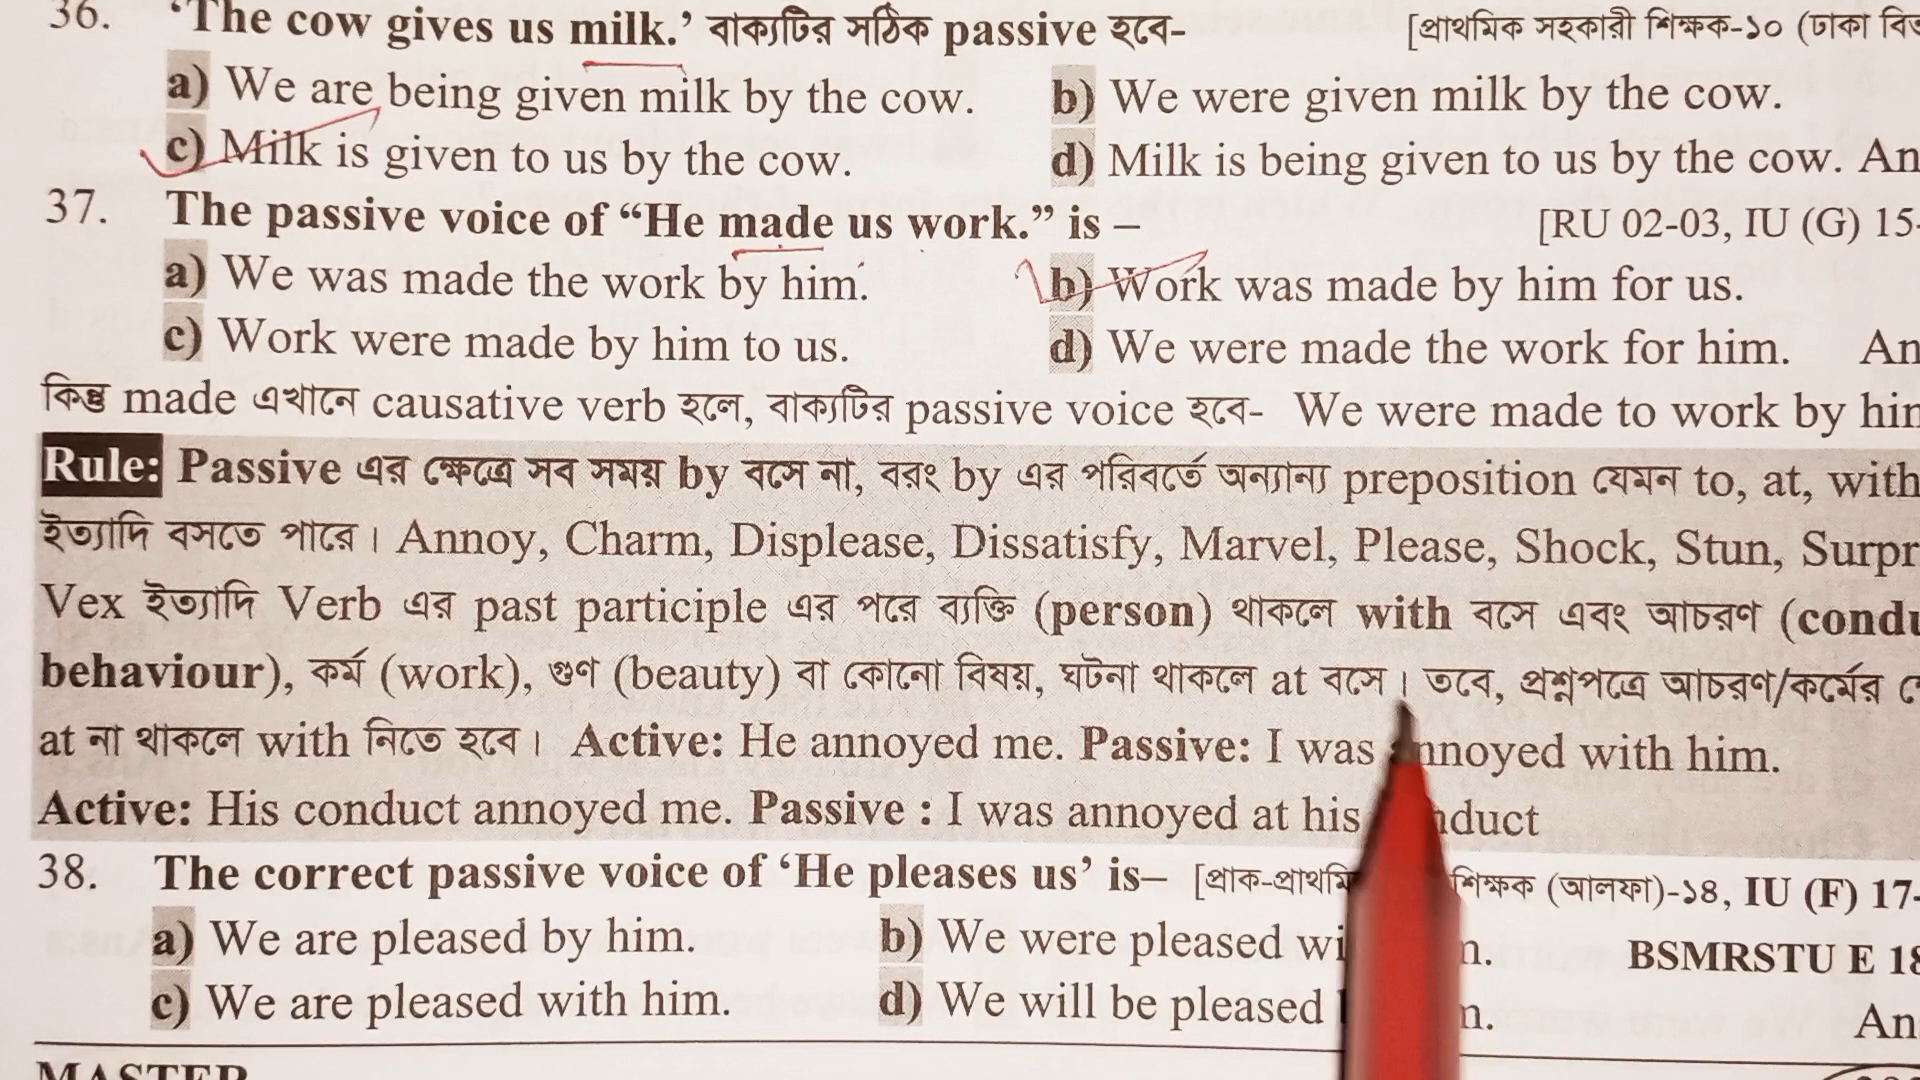 36. ‘The cow gives us milk.’ বাক্যটির সঠিক passive হবে- [প্রাথমিক সহকারী শিক্ষক-১০ (ঢাকা
a) We are being given milk by the cow. b) We were given milk by the cow.
c) Milk is given to us by the cow. d) Milk is being given to us by the cow. An
37. The passive voice of “He made us work.” is – [RU 02-03, IU (G) 15-
a) We was made the work by him. b) Work was made by him for us.
c) Work were made by him to us. d) We were made the work for him. An
কিন্তু made এখানে causative verb হলে, বাক্যটির passive voice হবে- We were made to work by
Rule: Passive এর ক্ষেত্রে সব সময় by বসে না, বরং by এর পরিবর্তে অন্যান্য preposition যেমন to, at, with
ইত্যাদি বসতে পারে। Annoy, Charm, Displease, Dissatisfy, Marvel, Please, Shock, Stun, Surpr
Vex ইত্যাদি Verb এর past participle এর পরে ব্যক্তি (person) থাকলে with বসে এবং আচরণ (condu
behaviour), কর্ম (work), গুণ (beauty) বা কোনো বিষয়, ঘটনা থাকলে at বসে। তবে, প্রশ্নপত্রে আচরণ/কর্মের
at না থাকলে with নিতে হবে। Active: He annoyed me. Passive: I was annoyed with him.
Active: His conduct annoyed me. Passive : I was annoyed at his conduct
38. The correct passive voice of ‘He pleases us’ is– [প্রাক-প্রাথমি শিক্ষক (আলফা)-১৪, IU (F) 17-
a) We are pleased by him. b) We were pleased wi n. BSMRSTU E 18
c) We are pleased with him. d) We will be pleased n. An
MASTER